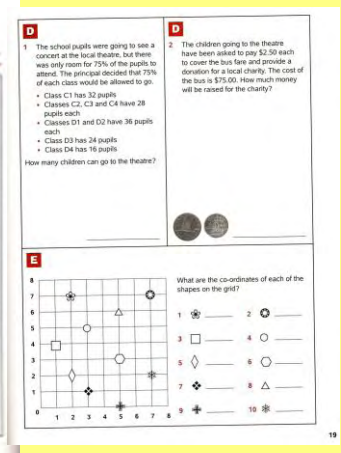 D
1 The school pupils were going to see a
concert at the local theatre, but there
was only room for 75% of the pupils to
attend. The principal decided that 75%
of each class would be allowed to go.
• Class C1 has 32 pupils
• Classes C2, C3 and C4 have 28
pupils each
• Classes D1 and D2 have 36 pupils
each
• Class D3 has 24 pupils
• Class D4 has 16 pupils
How many children can go to the theatre?
D
2 The children going to the theatre
have been asked to pay $2.50 each
to cover the bus fare and provide a
donation for a local charity. The cost of
the bus is $75.00. How much money
will be raised for the charity?
E
8
7
6
5
4
3
2
1
0
1 2 3 4 5 6 7 8
What are the co-ordinates of each of the
shapes on the grid?
1
2
3
4
5
6
7
8
9
10
19